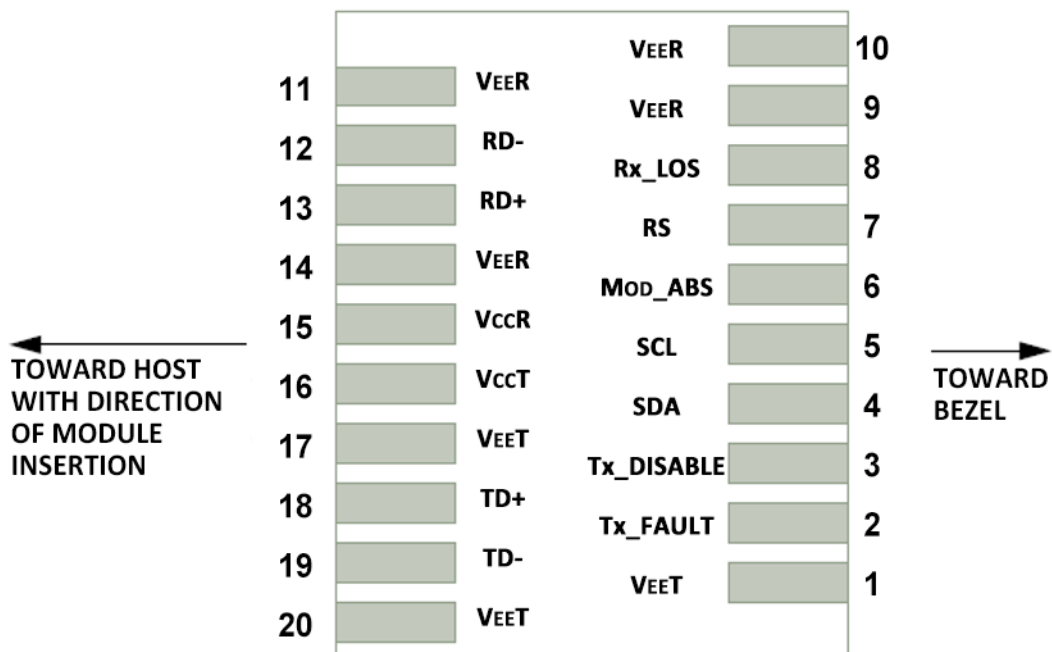 VEER 10
11 VEER
VEER 9
12 RD-
Rx_LOS 8
13 RD+
RS 7
14 VEER
MOD_ABS 6
15 VCCR
SCL 5
TOWARD HOST
WITH DIRECTION
OF MODULE
INSERTION
16 VCCT
TOWARD
BEZEL
SDA 4
17 VEET
Tx_DISABLE 3
18 TD+
Tx_FAULT 2
19 TD-
VEET 1
20 VEET